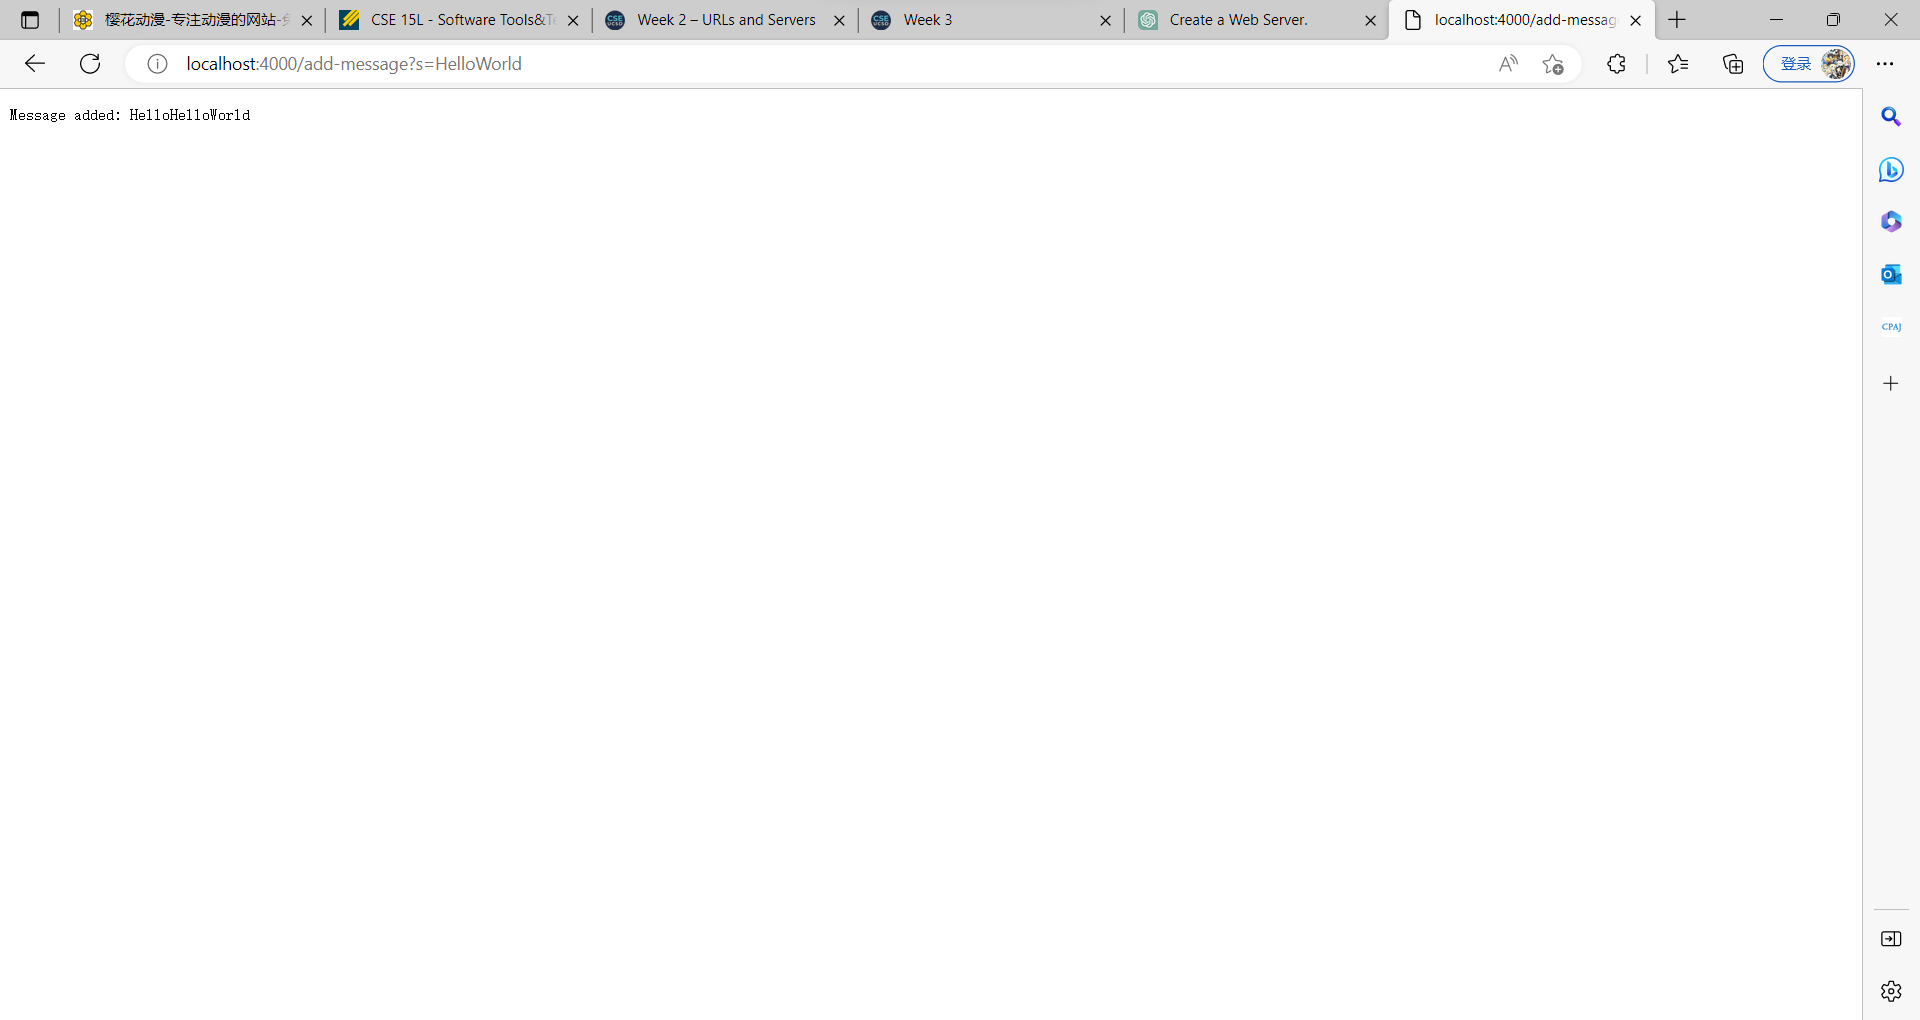 樱花动漫-专注动漫的网站-
CSE 15L - Software Tools&Te
Week 2 – URLs and Servers
Week 3
Create a Web Server.
localhost:4000/add-messag
localhost:4000/add-message?s=HelloWorld
登录
Message added: HelloHelloWorld
CPAJ